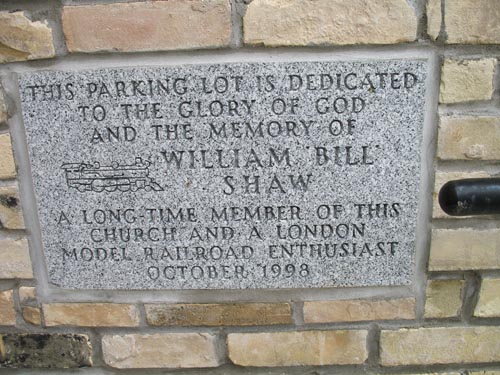 THIS PARKING LOT IS DEDICATED
TO THE GLORY OF GOD
AND THE MEMORY OF
WILLIAM "BILL"
SHAW
A LONG-TIME MEMBER OF THIS
CHURCH AND A LONDON
MODEL RAILROAD ENTHUSIAST
OCTOBER 1998